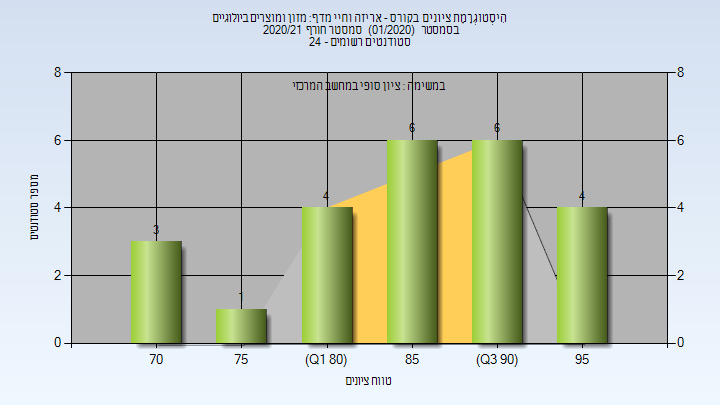 הִיסְטוֹגְרַמַת ציונים בקורס - אריזה וחיי מדף: מזון ומוצרים ביולוגיים
בסמסטר (01/2020) סמסטר חורף 2020/21
סטודנטים רשומים - 24
במשימה : ציון סופי במחשב המרכזי
8 8
6 6
4 4
2 2
0 0
3 1 4 6 6 4
מספר סטודנטים
70 75 (Q1 80) 85 (Q3 90) 95
טווח ציונים